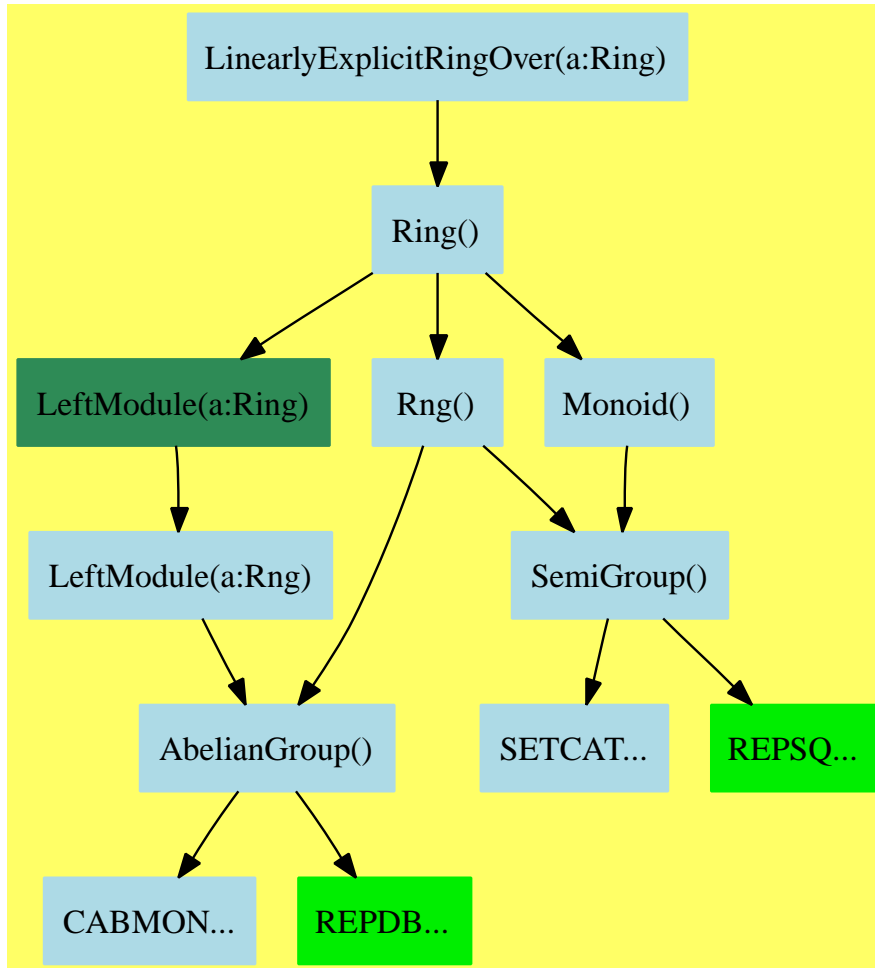 LinearlyExplicitRingOver(a:Ring)
Ring()
LeftModule(a:Ring)
Rng()
Monoid()
LeftModule(a:Rng)
SemiGroup()
AbelianGroup()
SETCAT...
REPSQ...
CABMON...
REPDB...